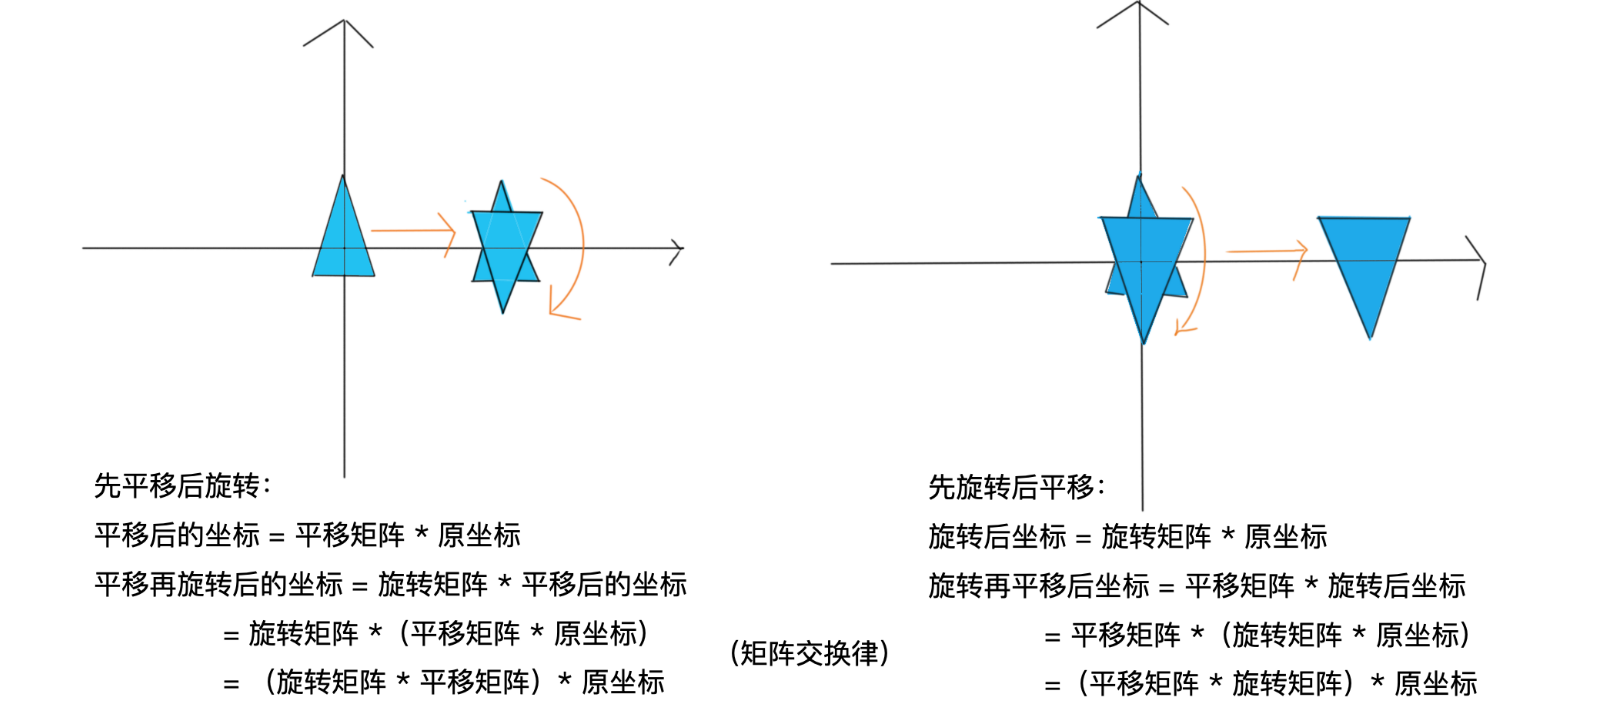 先平移后旋转：
平移后的坐标 = 平移矩阵 * 原坐标
平移再旋转后的坐标 = 旋转矩阵 * 平移后的坐标
= 旋转矩阵 *（平移矩阵 * 原坐标）
= （旋转矩阵 * 平移矩阵）* 原坐标
（矩阵交换律）
先旋转后平移：
旋转后坐标 = 旋转矩阵 * 原坐标
旋转再平移后坐标 = 平移矩阵 * 旋转后坐标
= 平移矩阵 *（旋转矩阵 * 原坐标）
=（平移矩阵 * 旋转矩阵）* 原坐标